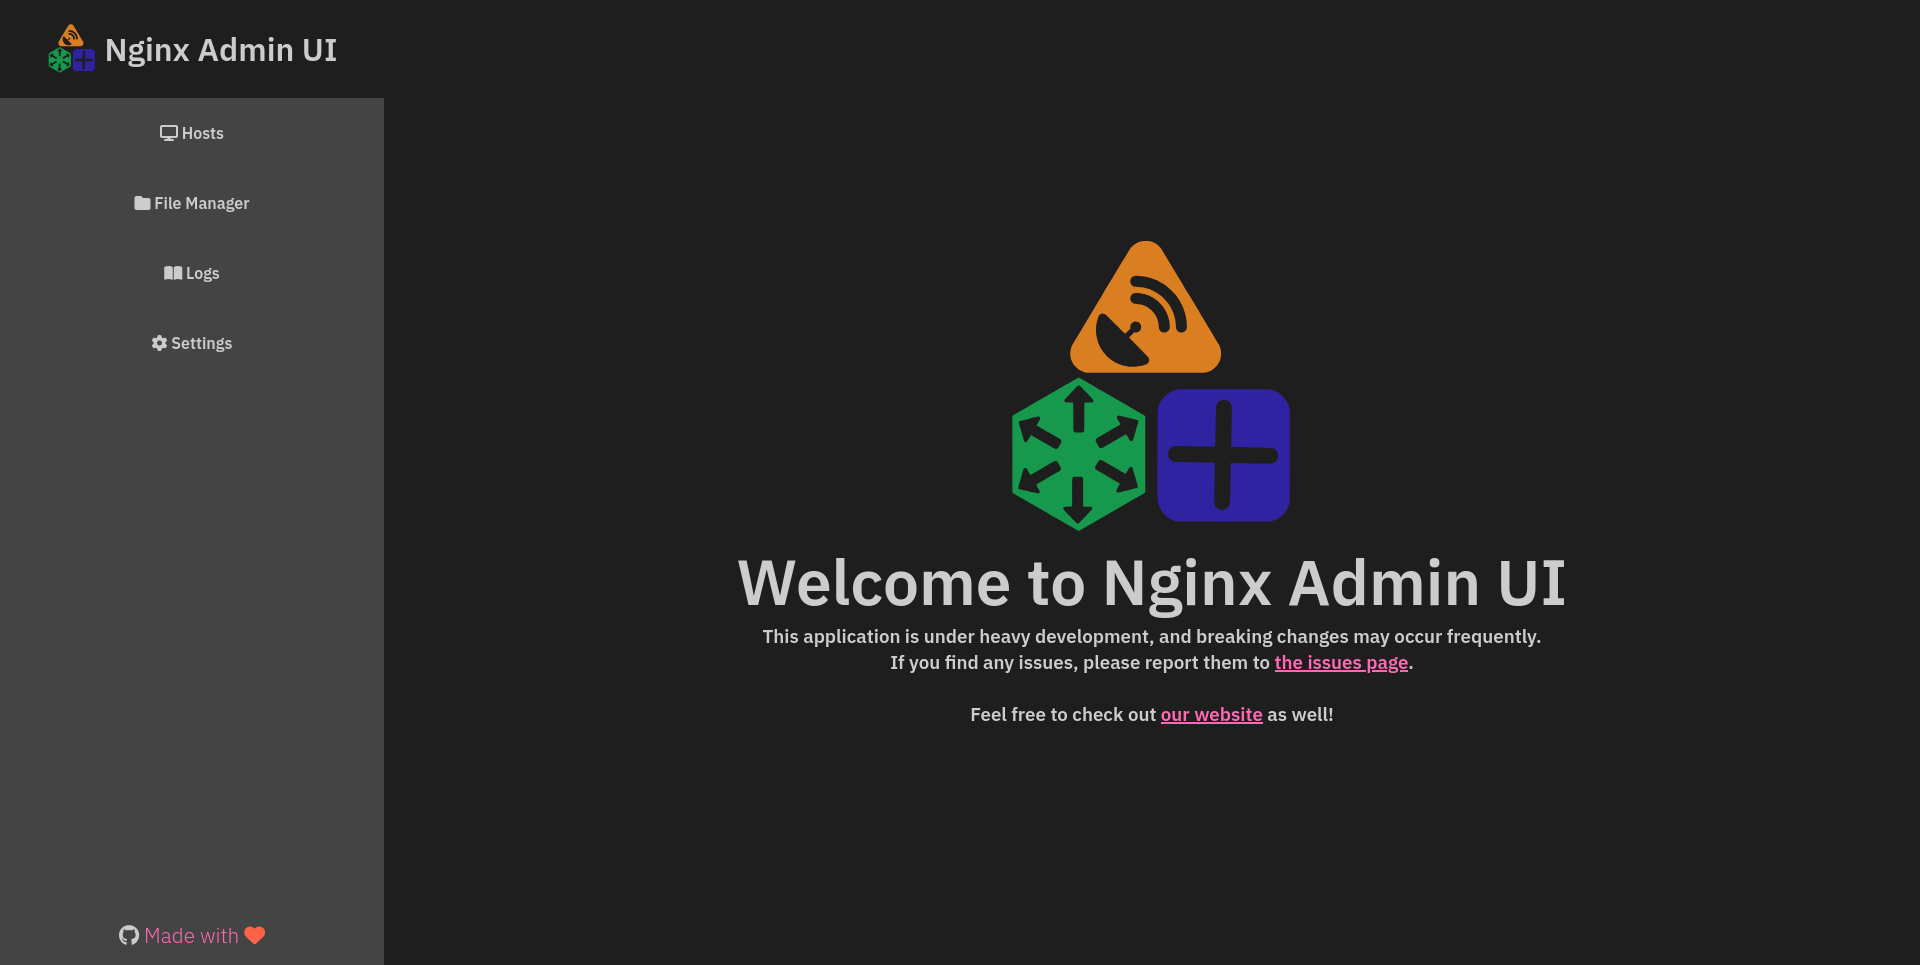 Nginx Admin UI
Hosts
File Manager
Logs
Settings
Welcome to Nginx Admin UI
This application is under heavy development, and breaking changes may occur frequently.
If you find any issues, please report them to the issues page.
Feel free to check out our website as well!
Made with